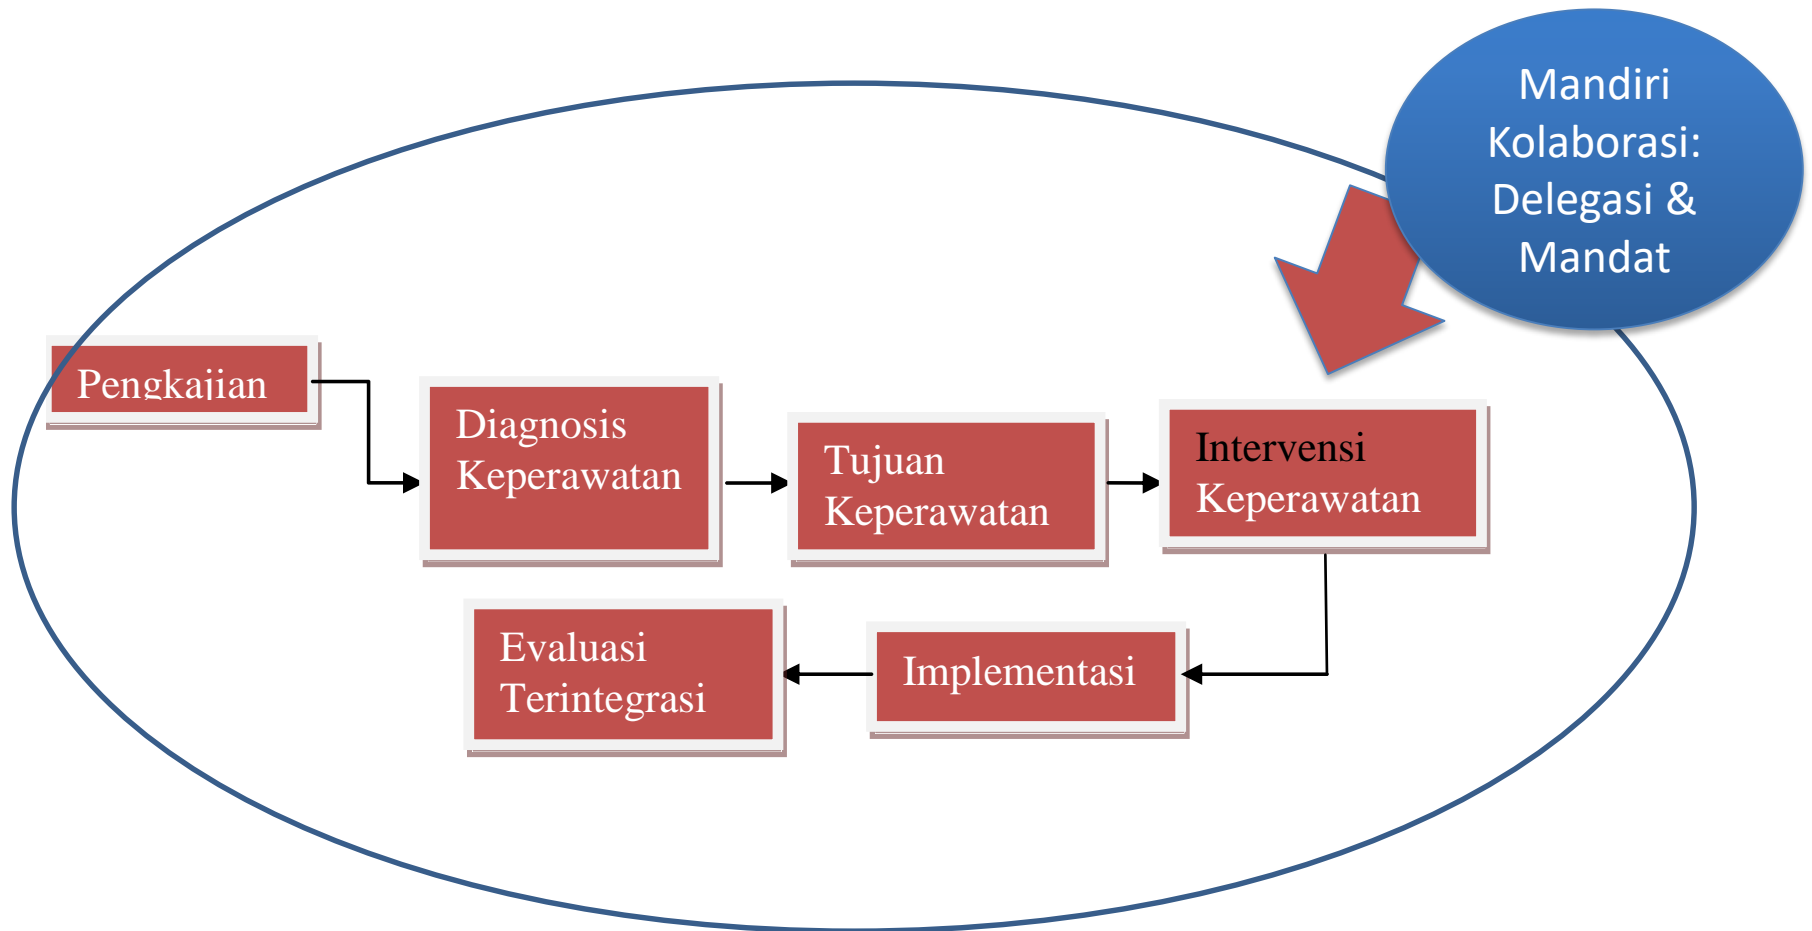 Mandiri
Kolaborasi:
Delegasi &
Mandat
Pengkajian
Diagnosis
Keperawatan
Tujuan
Keperawatan
Intervensi
Keperawatan
Implementasi
Evaluasi
Terintegrasi